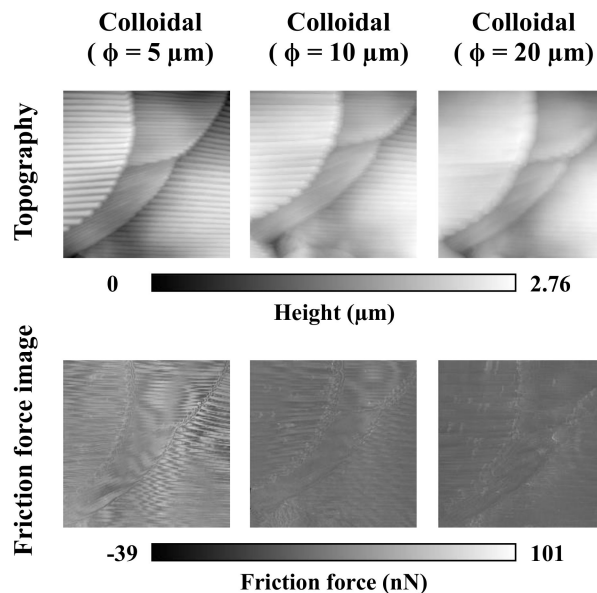 Colloidal
( ϕ = 5 μm)
Colloidal
( ϕ = 10 μm)
Colloidal
( ϕ = 20 μm)
Topography
0
2.76
Height (μm)
Friction force image
-39
101
Friction force (nN)